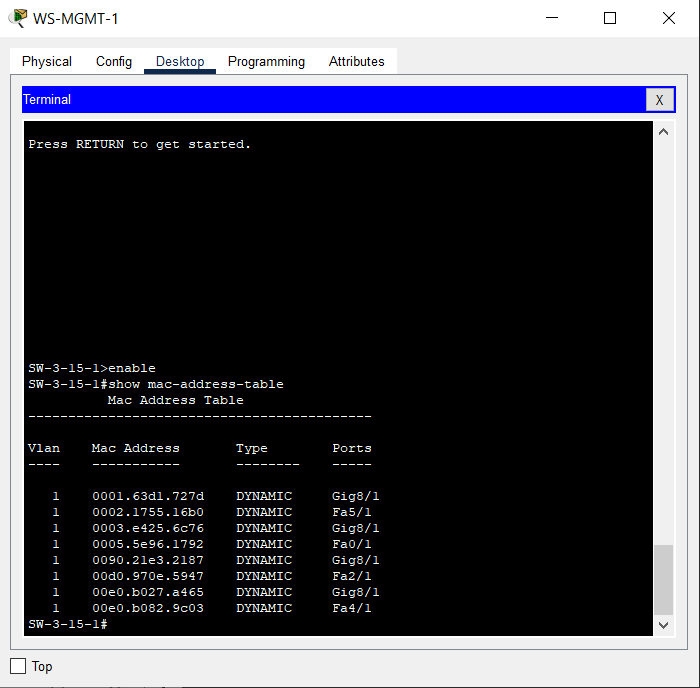 WS-MGMT-1
Physical Config Desktop Programming Attributes
Terminal X
Press RETURN to get started.
SW-3-15-1>enable
SW-3-15-1#show mac-address-table
Mac Address Table
-------------------------------------------
Vlan Mac Address Type Ports
---- ----------- -------- -----
1 0001.63d1.727d DYNAMIC Gig8/1
1 0002.1755.16b0 DYNAMIC Fa5/1
1 0003.e425.6c76 DYNAMIC Gig8/1
1 0005.5e96.1792 DYNAMIC Fa0/1
1 0090.21e3.2187 DYNAMIC Gig8/1
1 00d0.970e.5947 DYNAMIC Fa2/1
1 00e0.b027.a465 DYNAMIC Gig8/1
1 00e0.b082.9c03 DYNAMIC Fa4/1
SW-3-15-1#
Top